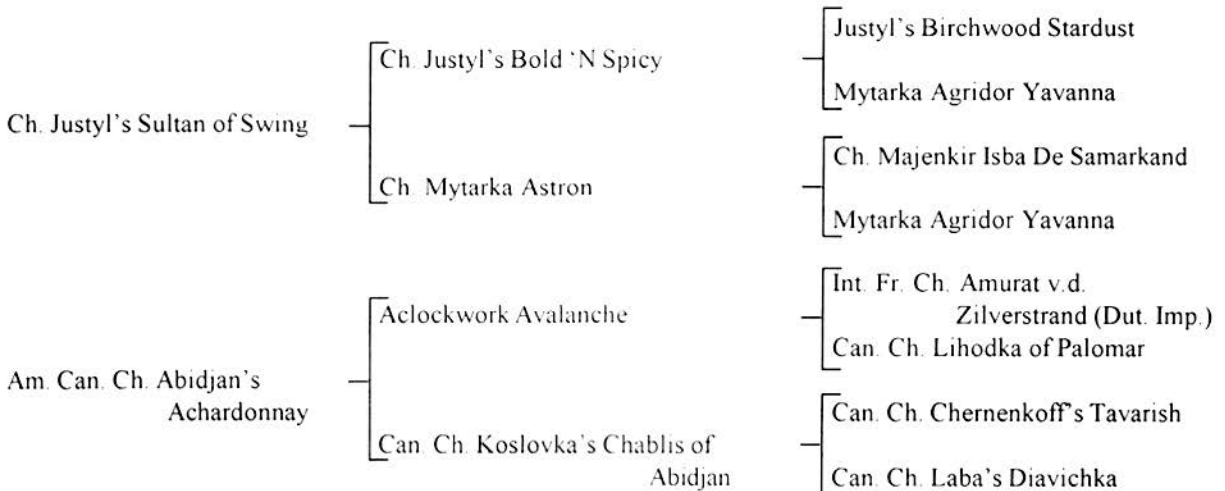 Justyl's Birchwood Stardust
Ch. Justyl's Bold 'N Spicy
Mytarka Agridor Yavanna
Ch. Justyl's Sultan of Swing
Ch. Majenkir Isba De Samarkand
Ch. Mytarka Astron
Mytarka Agridor Yavanna
Int. Fr. Ch. Amurat v.d.
Zilverstrand (Dut. Imp.)
Aclockwork Avalanche
Can. Ch. Lihodka of Palomar
Am. Can. Ch. Abidjan's
Achardonnay
Can. Ch. Chernenkoff's Tavarish
Can. Ch. Koslovka's Chablis of
Abidjan
Can. Ch. Laba's Diavichka